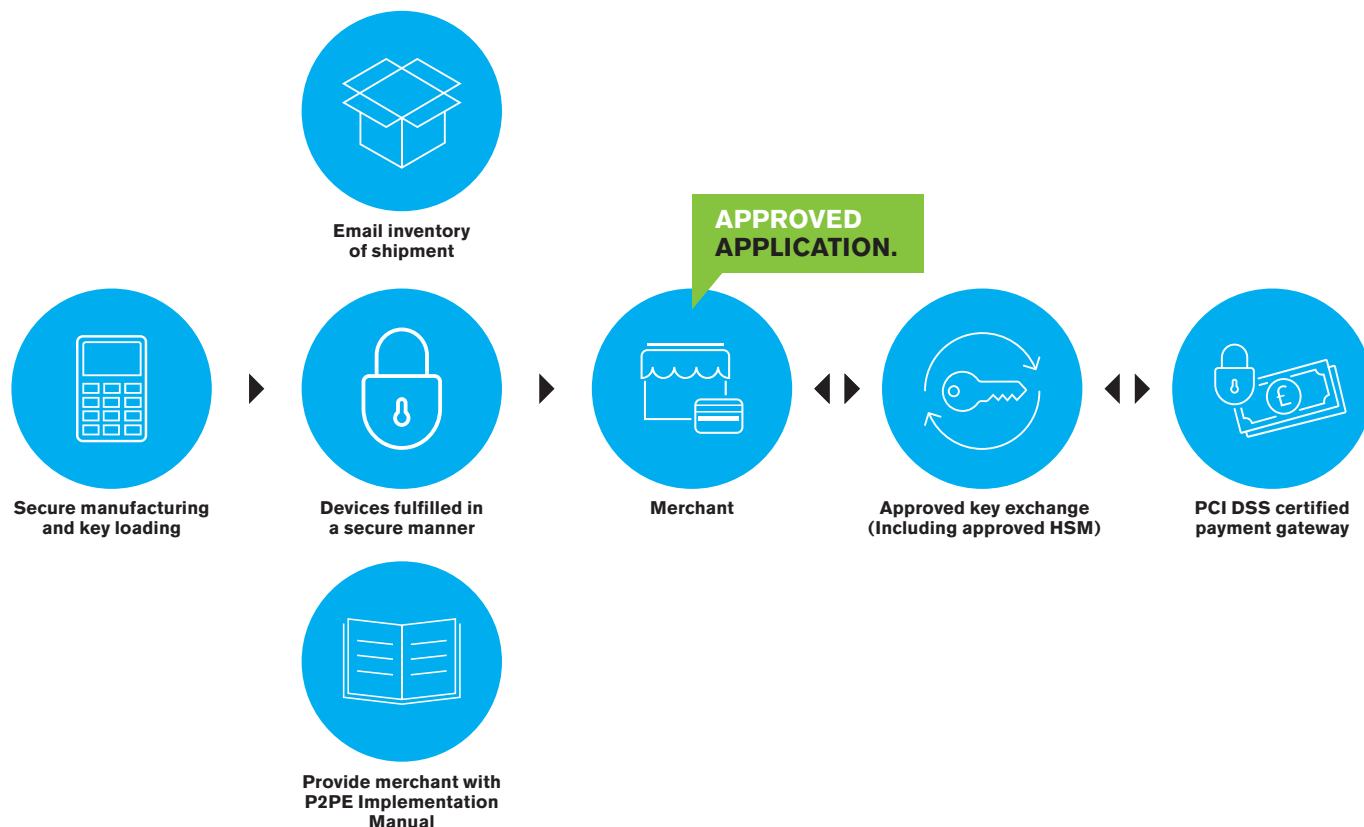 Email inventory
of shipment
APPROVED
APPLICATION.
Secure manufacturing
and key loading
Devices fulfilled in
a secure manner
Merchant
Approved key exchange
(Including approved HSM)
£
PCI DSS certified
payment gateway
Provide merchant with
P2PE Implementation
Manual